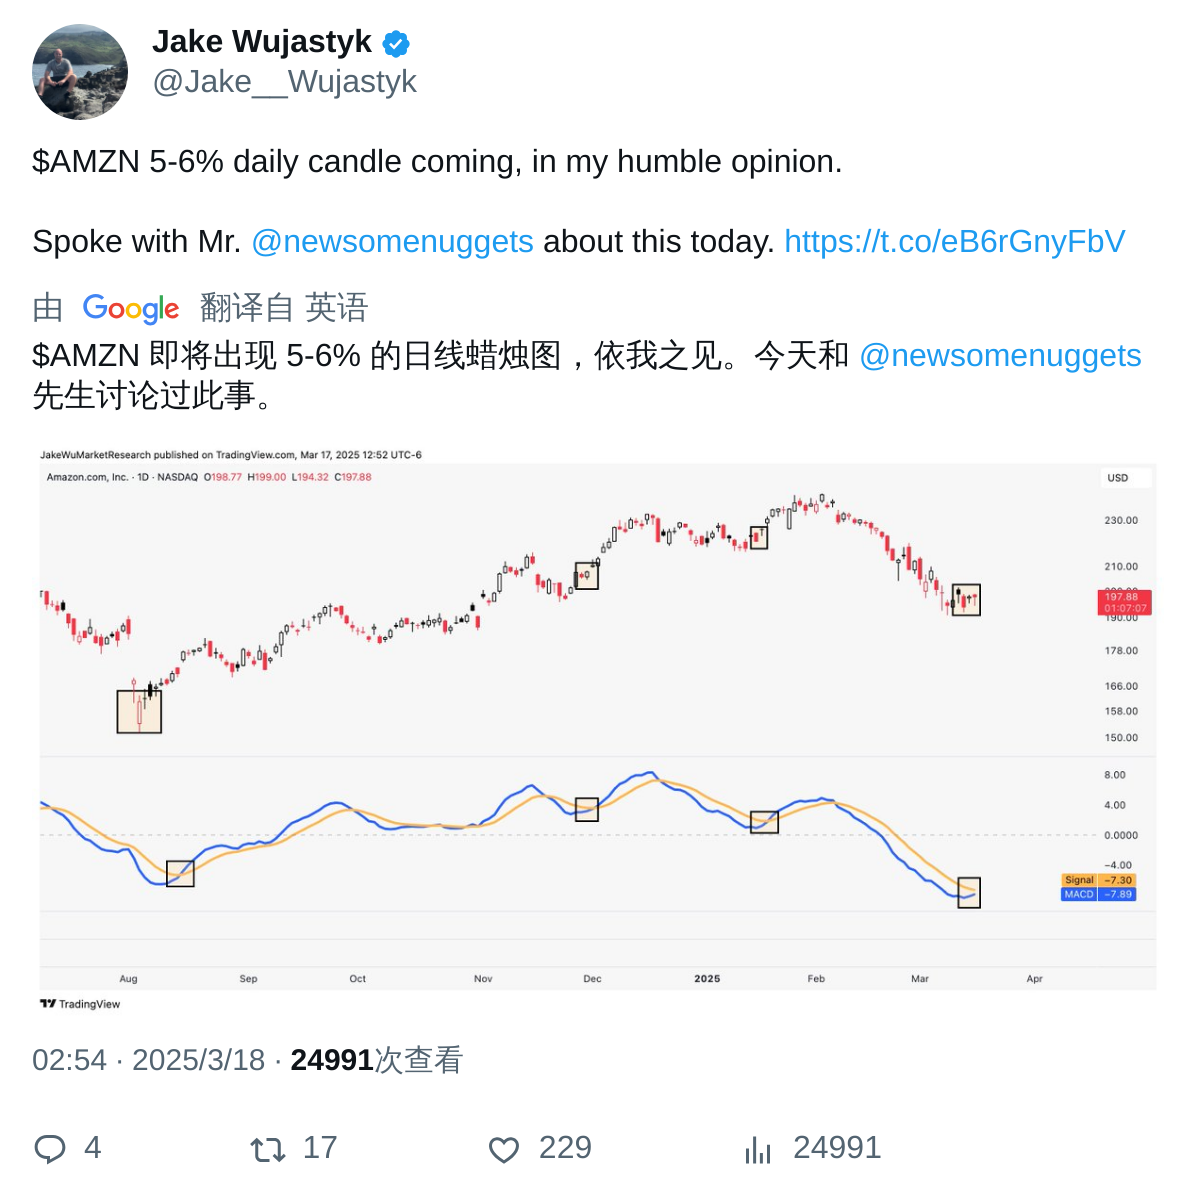 Jake Wujastyk
@Jake__Wujastyk
$AMZN 5-6% daily candle coming, in my humble opinion.
Spoke with Mr. @newsomenuggets about this today. https://t.co/eB6rGnyFbV
由 Google 翻译自 英语
$AMZN 即将出现 5-6% 的日线蜡烛图，依我之见。今天和 @newsomenuggets
先生讨论过此事。
JakeWuMarketResearch published on TradingView.com, Mar 17, 2025 12:52 UTC-6
Amazon.com, Inc. · 1D · NASDAQ O198.77 H199.00 L194.32 C197.88
USD
230.00
210.00
197.88
01:07:07
190.00
178.00
166.00
158.00
150.00
8.00
4.00
0.0000
−4.00
Signal −7.30
MACD −7.89
Aug Sep Oct Nov Dec 2025 Feb Mar Apr
TradingView
02:54 · 2025/3/18 · 24991次查看
4 17 229 24991